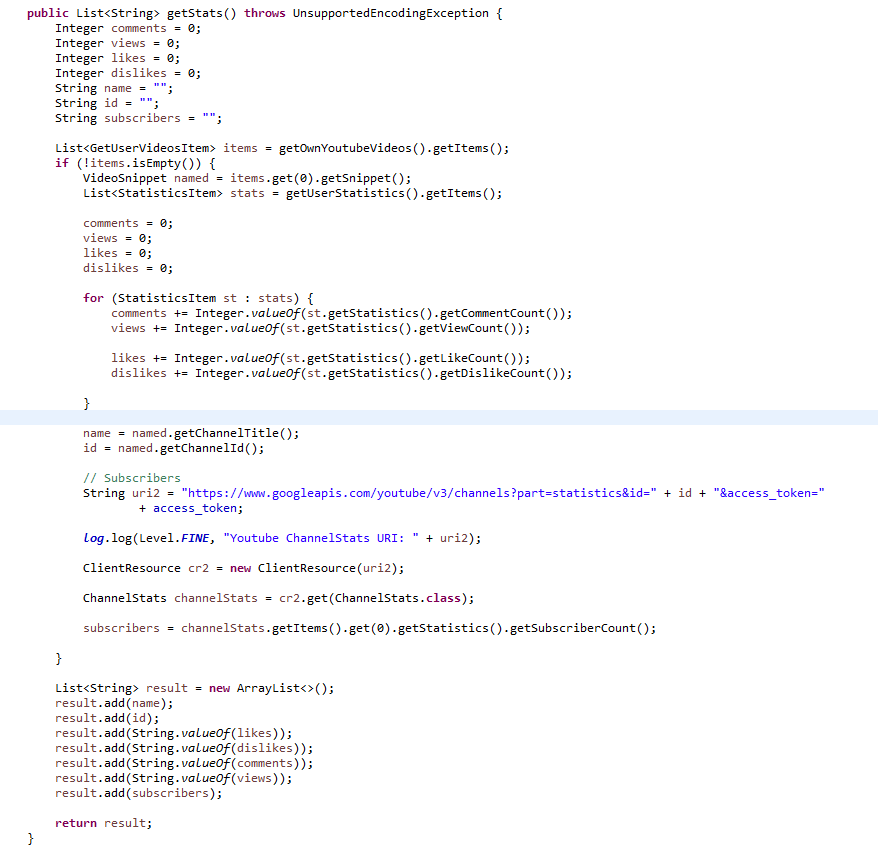 public List<String> getStats() throws UnsupportedEncodingException {
Integer comments = 0;
Integer views = 0;
Integer likes = 0;
Integer dislikes = 0;
String name = "";
String id = "";
String subscribers = "";
List<GetUserVideosItem> items = getOwnYoutubeVideos().getItems();
if (!items.isEmpty()) {
VideoSnippet named = items.get(0).getSnippet();
List<StatisticsItem> stats = getUserStatistics().getItems();
comments = 0;
views = 0;
likes = 0;
dislikes = 0;
for (StatisticsItem st : stats) {
comments += Integer.valueOf(st.getStatistics().getCommentCount());
views += Integer.valueOf(st.getStatistics().getViewCount());
likes += Integer.valueOf(st.getStatistics().getLikeCount());
dislikes += Integer.valueOf(st.getStatistics().getDislikeCount());
}
name = named.getChannelTitle();
id = named.getChannelId();
// Subscribers
String uri2 = "https://www.googleapis.com/youtube/v3/channels?part=statistics&id=" + id + "&access_token="
+ access_token;
log.log(Level.FINE, "Youtube ChannelStats URI: " + uri2);
ClientResource cr2 = new ClientResource(uri2);
ChannelStats channelStats = cr2.get(ChannelStats.class);
subscribers = channelStats.getItems().get(0).getStatistics().getSubscriberCount();
}
List<String> result = new ArrayList<>();
result.add(name);
result.add(id);
result.add(String.valueOf(likes));
result.add(String.valueOf(dislikes));
result.add(String.valueOf(comments));
result.add(String.valueOf(views));
result.add(subscribers);
return result;
}